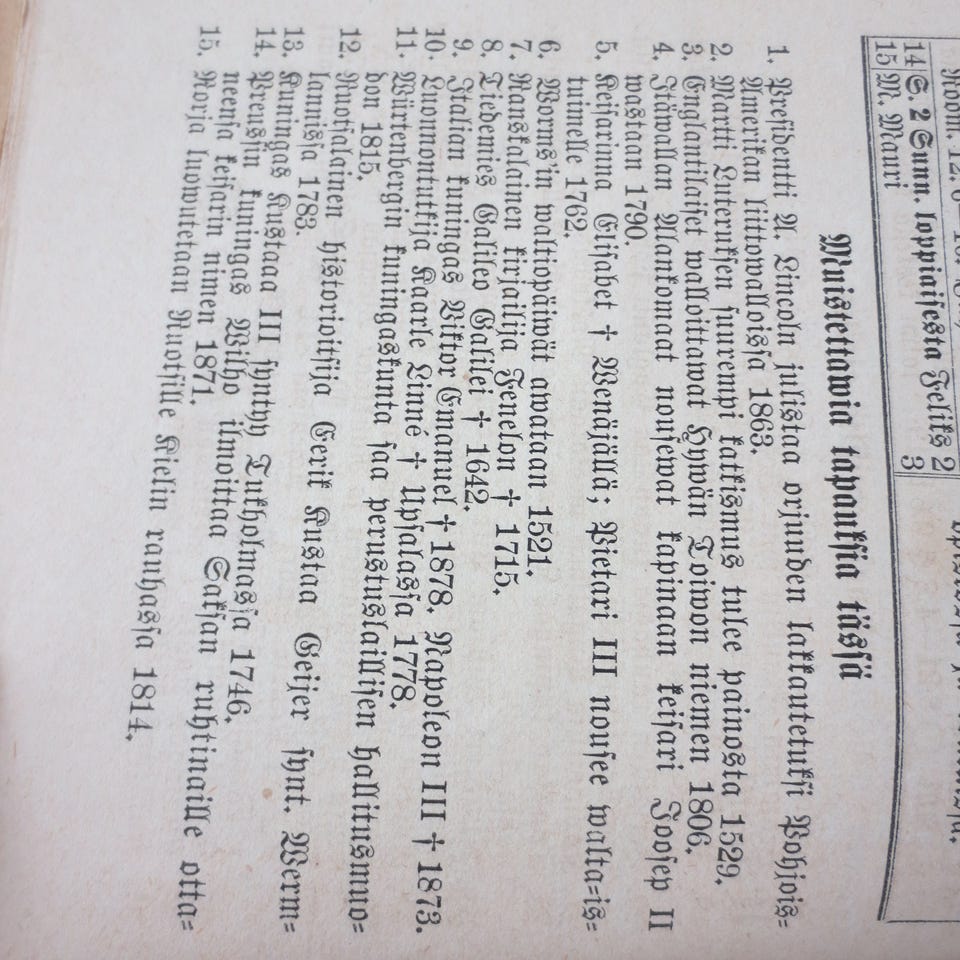 14 S. 2 Sunn. loppiaisesta Feliks 2
15 M. Mauri 3
Muistettawia tapauksia tässä
1. Presidentti A. Lincoln julistaa orjuuden lakkautetuksi Pohjois-
Amerikan liittowalloissa 1863.
2. Martti Luteruksen suurempi katkismus tulee painosta 1529.
3. Englantilaiset walloittawat Hywän Toiwon niemen 1806.
4. Itäwallan Alankomaat nousewat kapinaan keisari Joosep II
wastaan 1790.
5. Keisarinna Elisabet † Wenäjällä; Pietari III nousee walta-is-
tuimelle 1762.
6. Worms'in waltiopäiwät awataan 1521.
7. Ranskalainen kirjailija Fenelon † 1715.
8. Tiedemies Galileo Galilei † 1642.
9. Italian kuningas Viktor Emanuel † 1878. Napoleon III † 1873.
10. Luonnontutkija Kaarle Linné † Upsalassa 1778.
11. Würtenbergin kuningaskunta saa perustuslaillisen hallitusmuo-
don 1815.
12. Ruotsalainen historioitsija Eerik Kustaa Geijer synt. Werm-
lannissa 1783.
13. Kuningas Kustaa III syntyy Tukholmassa 1746.
14. Preussin kuningas Wilho ilmoittaa Saksan ruhtinaille otta-
neensa keisarin nimen 1871.
15. Norja luowutetaan Ruotsille Kielin rauhassa 1814.